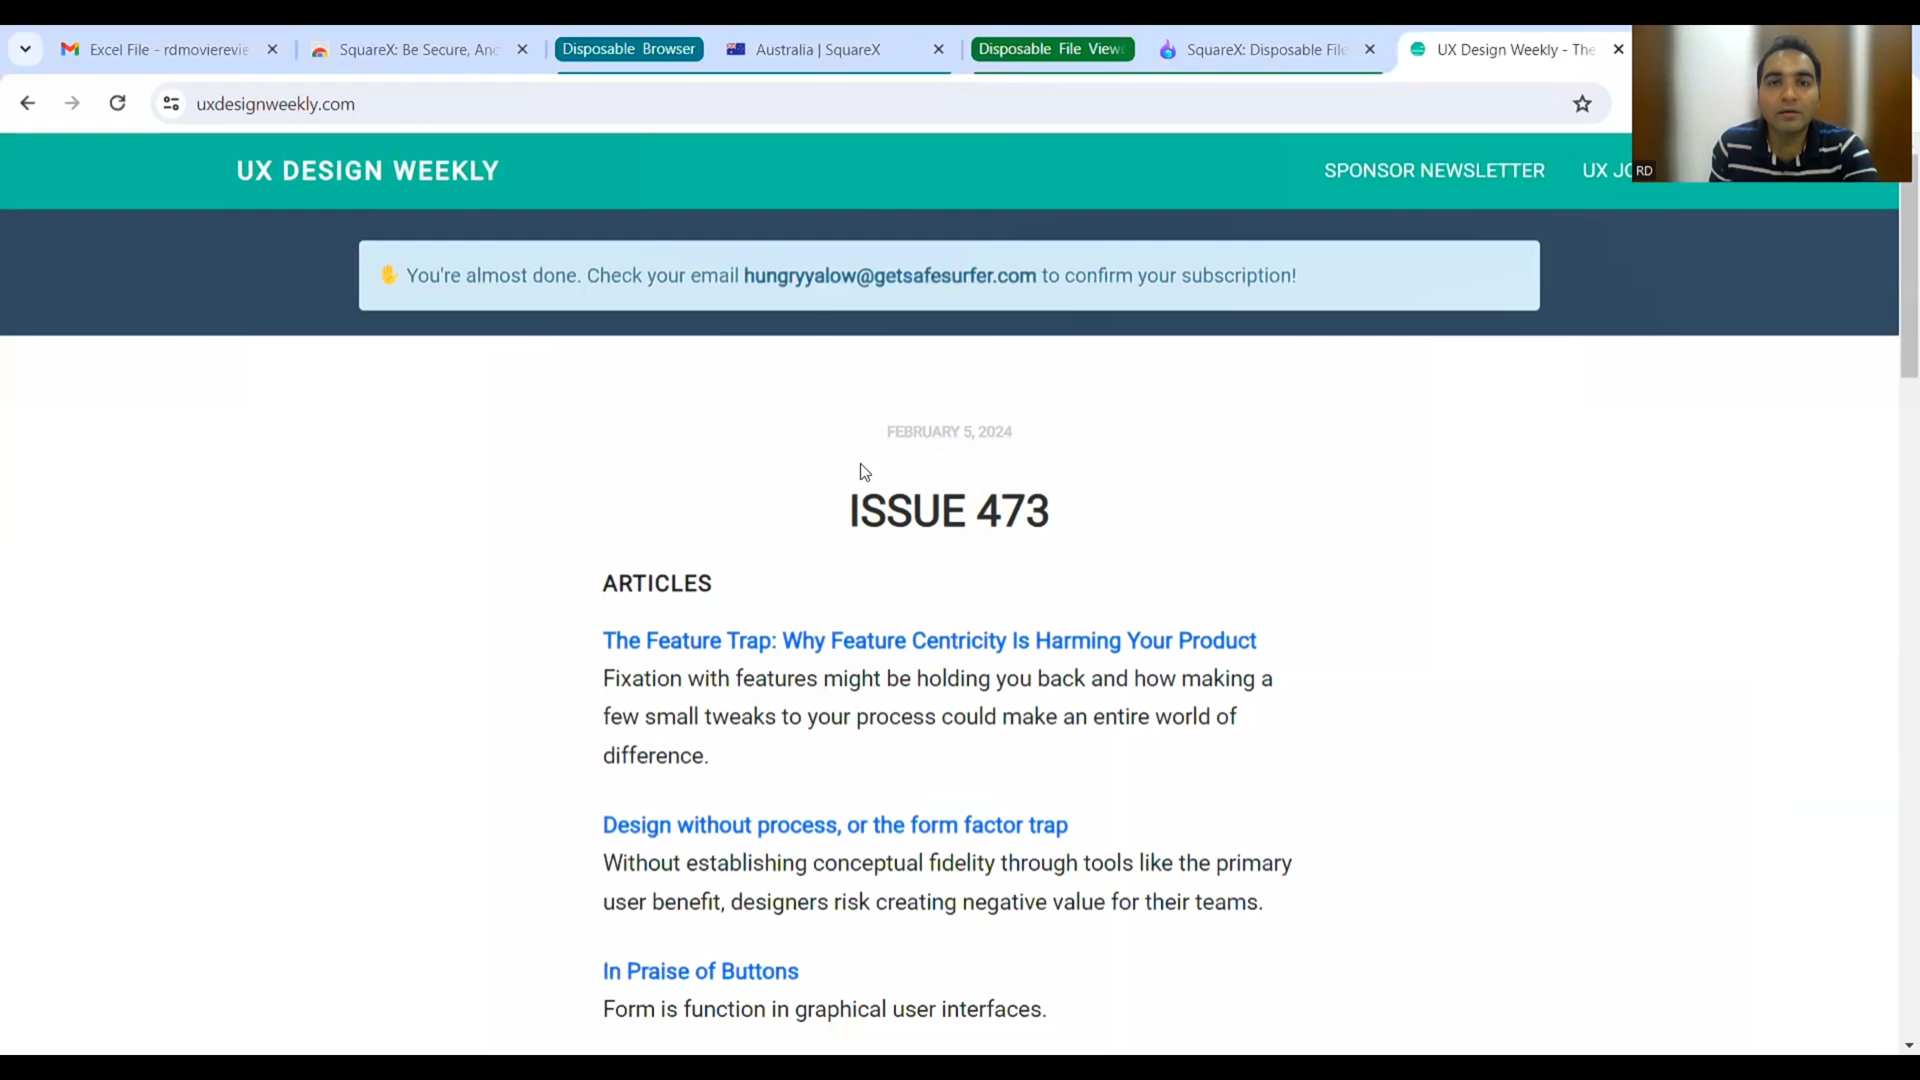 Excel File - rdmovierevie
SquareX: Be Secure, Anc
Disposable Browser
Australia | SquareX
Disposable File View
SquareX: Disposable File
UX Design Weekly - The
uxdesignweekly.com
UX DESIGN WEEKLY
SPONSOR NEWSLETTER
UX JO
RD
✋ You're almost done. Check your email hungryyalow@getsafesurfer.com to confirm your subscription!
FEBRUARY 5, 2024
ISSUE 473
ARTICLES
The Feature Trap: Why Feature Centricity Is Harming Your Product
Fixation with features might be holding you back and how making a
few small tweaks to your process could make an entire world of
difference.
Design without process, or the form factor trap
Without establishing conceptual fidelity through tools like the primary
user benefit, designers risk creating negative value for their teams.
In Praise of Buttons
Form is function in graphical user interfaces.